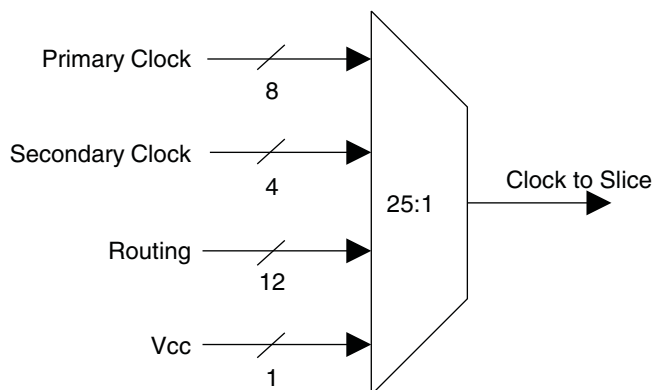 Primary Clock
8
Secondary Clock
4
Clock to Slice
25:1
Routing
12
Vcc
1